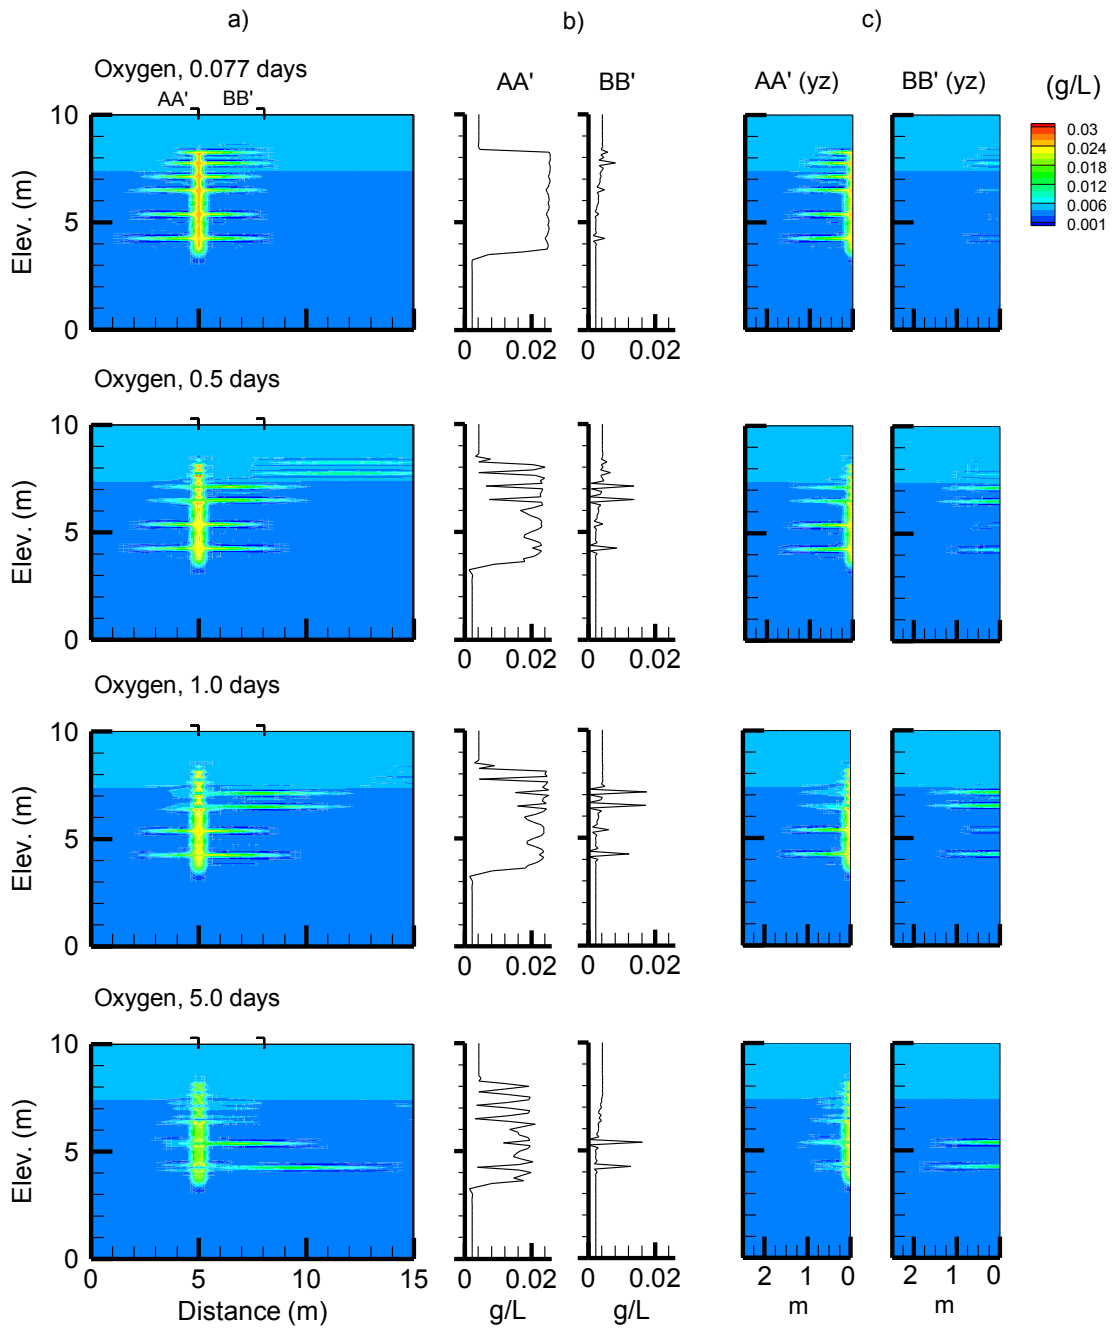 a) b) c)
Oxygen, 0.077 days
AA' BB' AA' BB' AA' (yz) BB' (yz) (g/L)
0.03
0.024
0.018
0.012
0.006
0.001
Elev. (m)
10
5
0
0 0.02 0 0.02
Oxygen, 0.5 days
Elev. (m)
10
5
0
0 0.02 0 0.02
Oxygen, 1.0 days
Elev. (m)
10
5
0
0 0.02 0 0.02
Oxygen, 5.0 days
Elev. (m)
10
5
0
0 5 10 15 0 0.02 0 0.02 2 1 0 2 1 0
Distance (m) g/L g/L m m